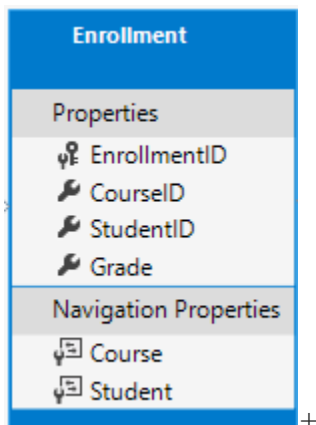 Enrollment
Properties
EnrollmentID
CourseID
StudentID
Grade
Navigation Properties
Course
Student